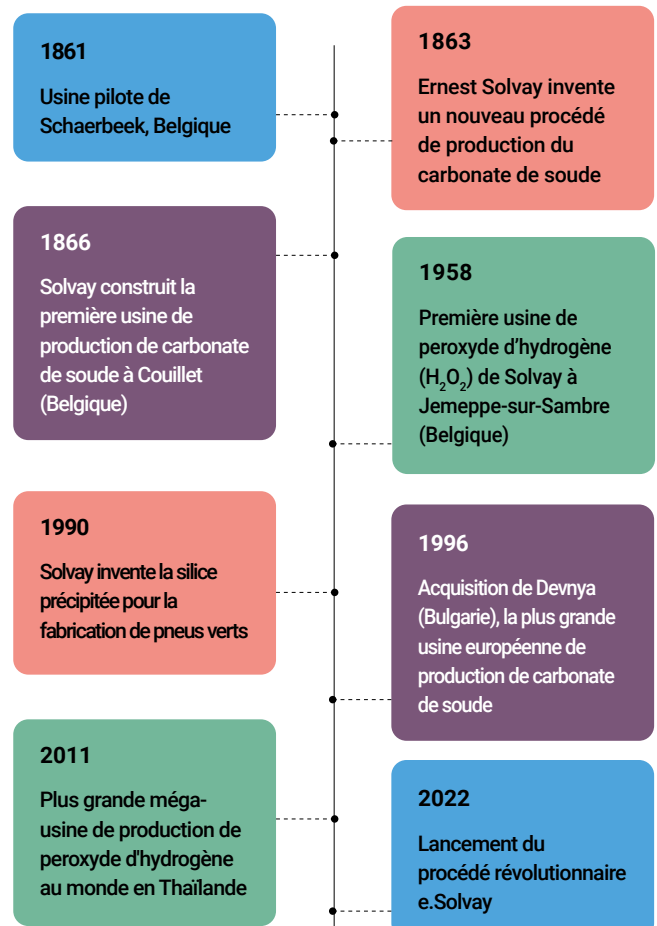 1861
Usine pilote de
Schaerbeek, Belgique
1863
Ernest Solvay invente
un nouveau procédé
de production du
carbonate de soude
1866
Solvay construit la
première usine de
production de carbonate
de soude à Couillet
(Belgique)
1958
Première usine de
peroxyde d’hydrogène
(H₂O₂) de Solvay à
Jemeppe-sur-Sambre
(Belgique)
1990
Solvay invente la silice
précipitée pour la
fabrication de pneus verts
1996
Acquisition de Devnya
(Bulgarie), la plus grande
usine européenne de
production de carbonate
de soude
2011
Plus grande méga-
usine de production de
peroxyde d'hydrogène
au monde en Thaïlande
2022
Lancement du
procédé révolutionnaire
e.Solvay